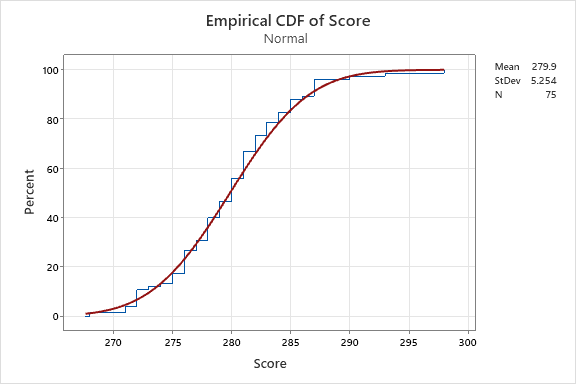 Empirical CDF of Score
Normal
Mean 279.9
StDev 5.254
N 75
Percent
100
80
60
40
20
0
270 275 280 285 290 295 300
Score